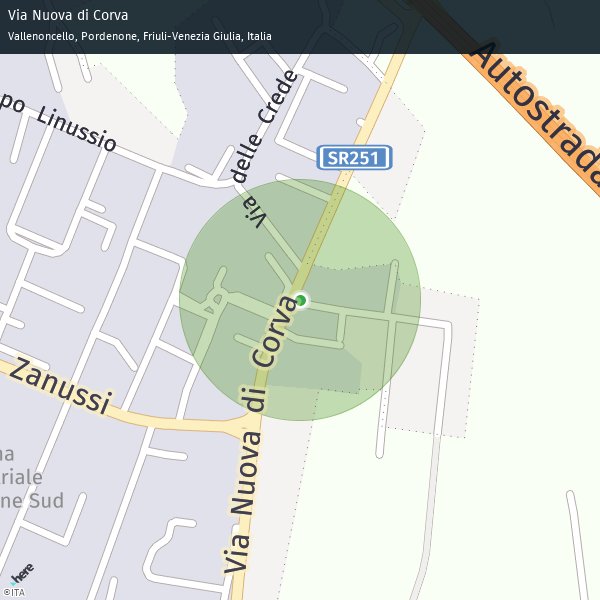 Via Nuova di Corva
Vallenoncello, Pordenone, Friuli-Venezia Giulia, Italia
Autostrada
po Linussio
Via delle Crede
SR251
Via Nuova di Corva
Zanussi
na
triale
ne Sud
here
©ITA